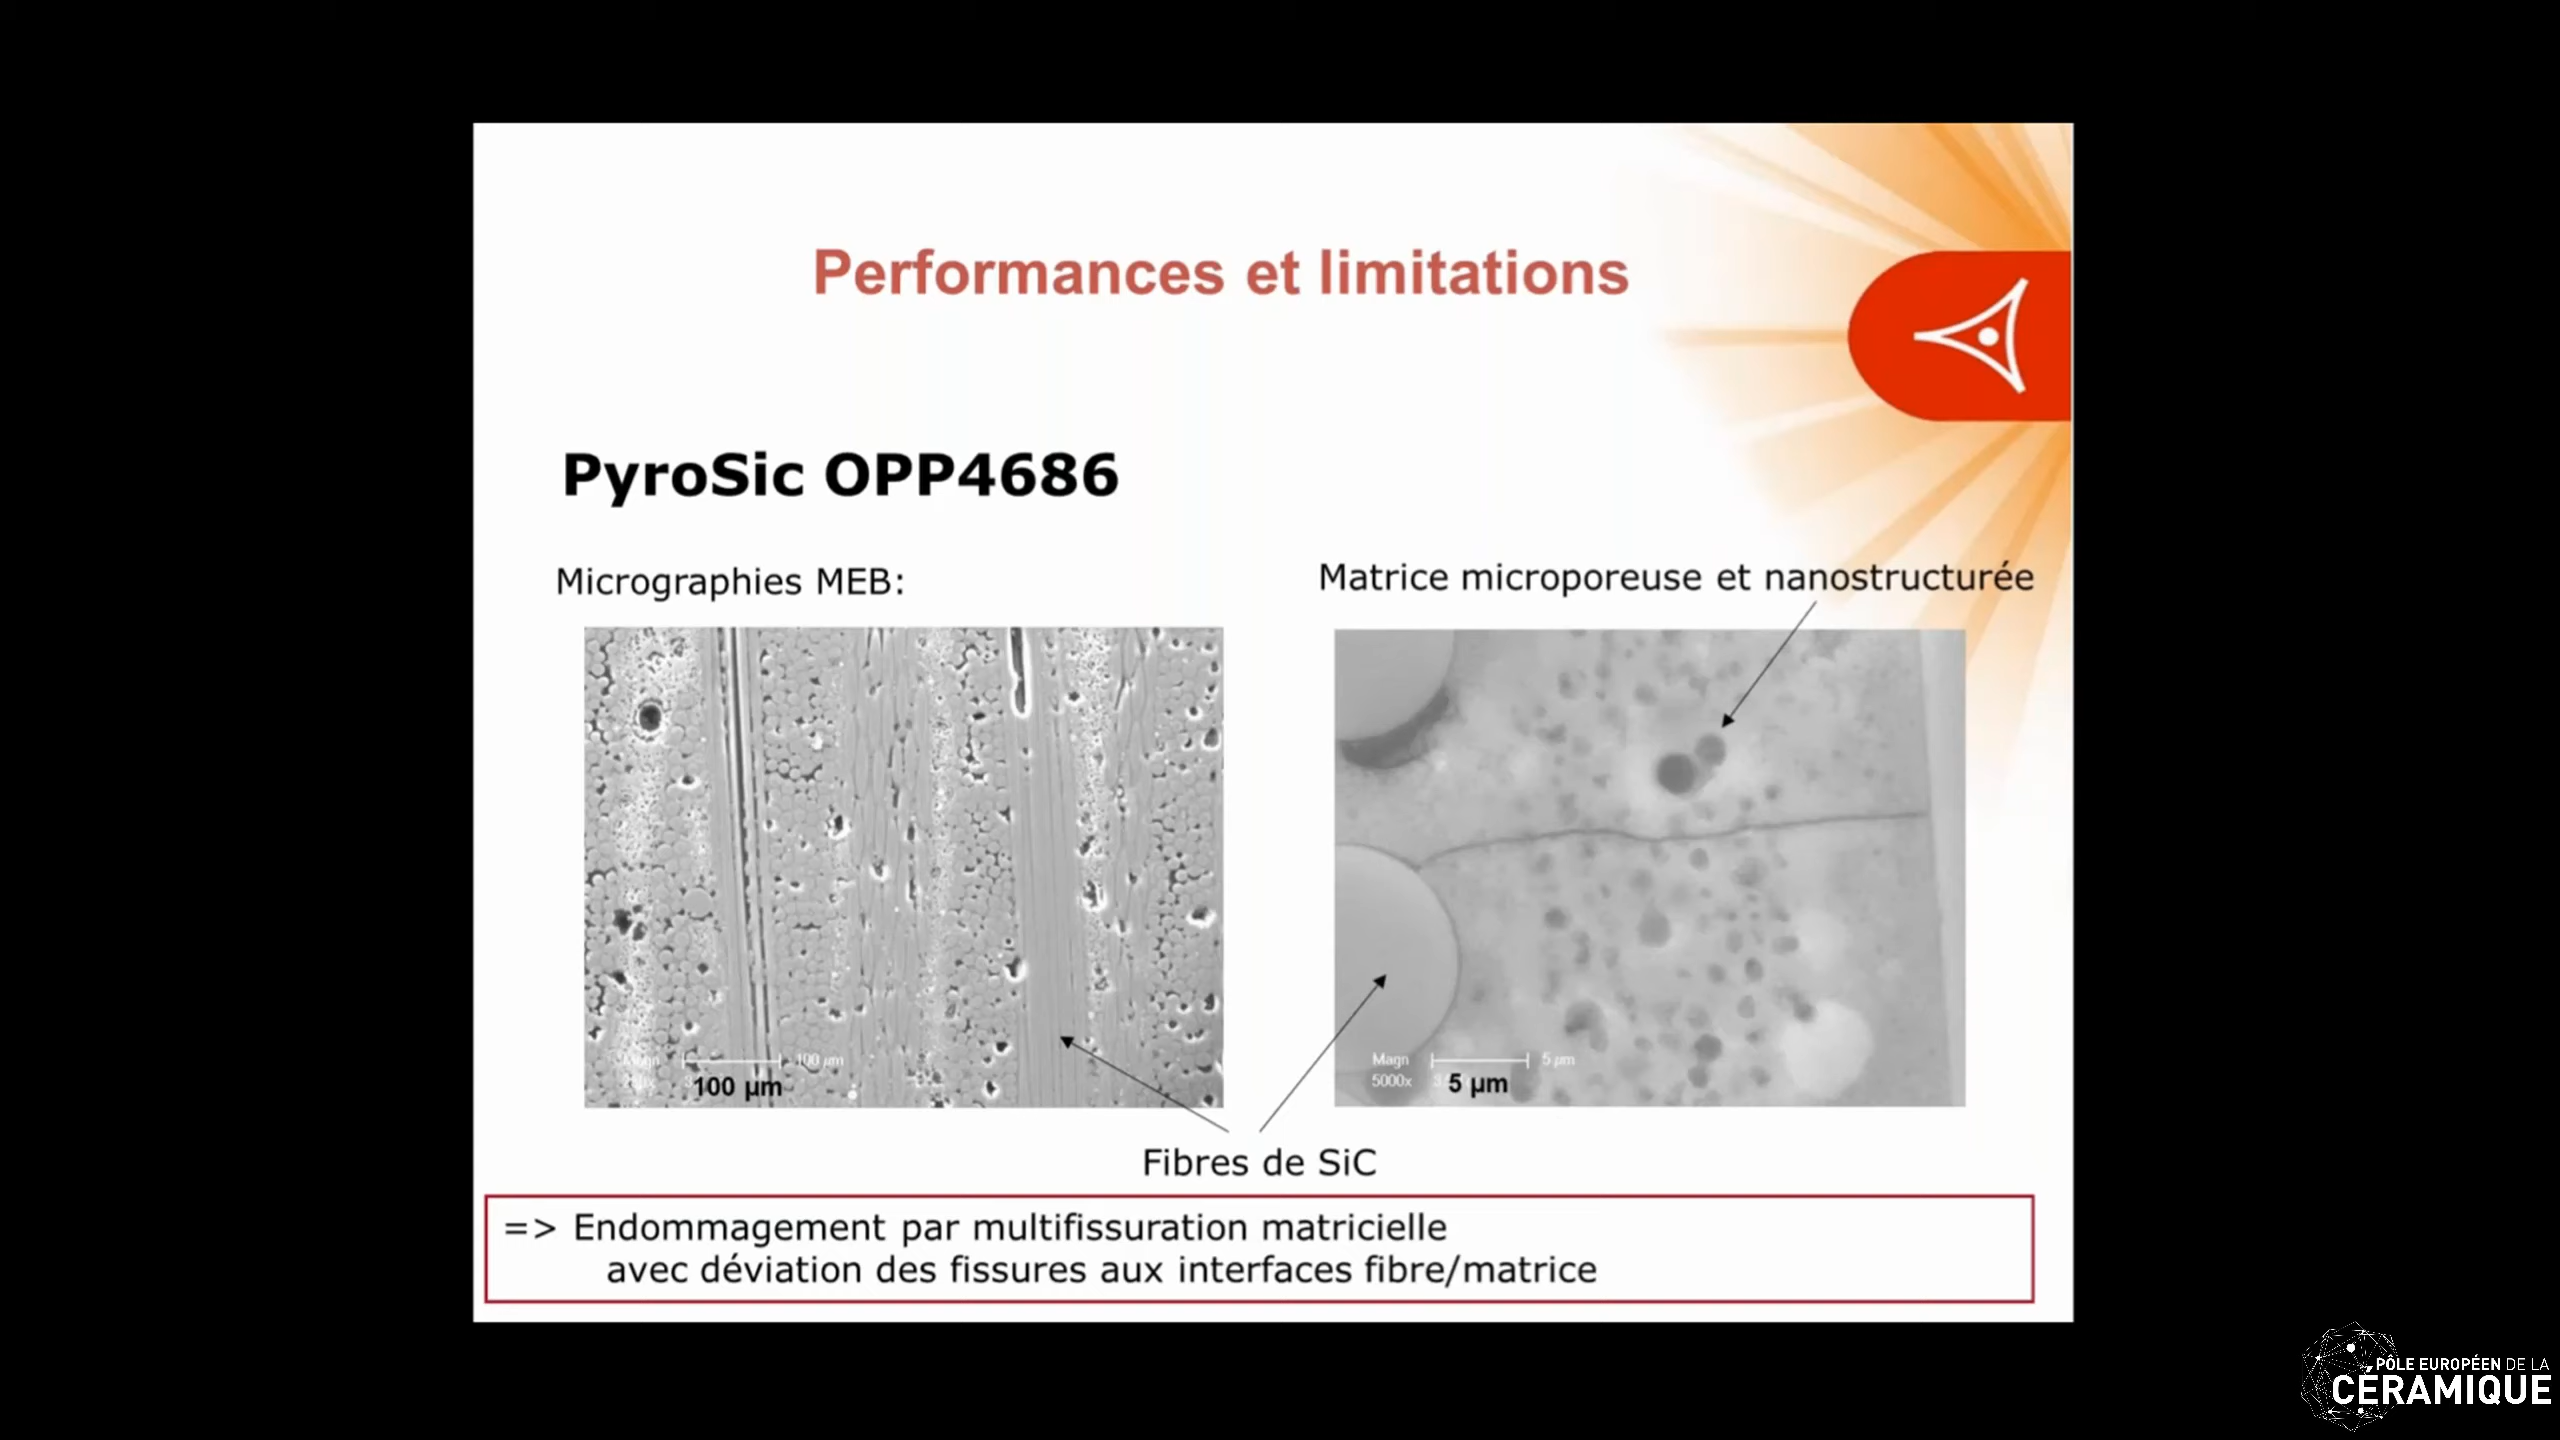 Performances et limitations
PyroSic OPP4686
Micrographies MEB:
Matrice microporeuse et nanostructurée
Magn
100 µm
100 µm
Magn
5 µm
5000x
5 µm
Fibres de SiC
=> Endommagement par multifissuration matricielle
avec déviation des fissures aux interfaces fibre/matrice
PÔLE EUROPÉEN DE LA
CÉRAMIQUE